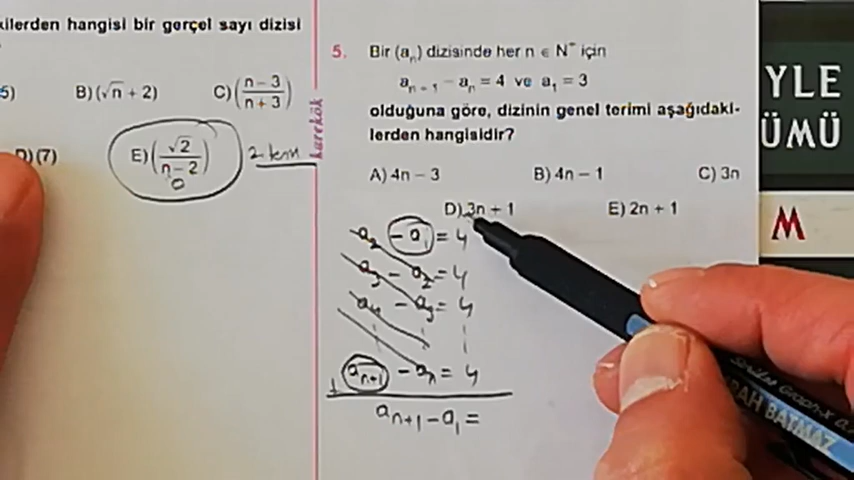 kilerden hangisi bir gerçel sayı dizisi
5)
B) (√n + 2)
C) (n − 3 / n + 3)
D) (7)
E) (√2 / n − 2)
0
karekök
5. Bir (aₙ) dizisinde her n ∈ N⁺ için
aₙ₊₁ − aₙ = 4 ve a₁ = 3
olduğuna göre, dizinin genel terimi aşağıdaki-
lerden hangisidir?
A) 4n − 3
B) 4n − 1
C) 3n
D) 3n + 1
E) 2n + 1
a₂ − a₁ = 4
a₃ − a₂ = 4
a₄ − a₃ = 4
aₙ₊₁ − aₙ = 4
aₙ₊₁ − a₁ =
YLE
ÜMÜ
M